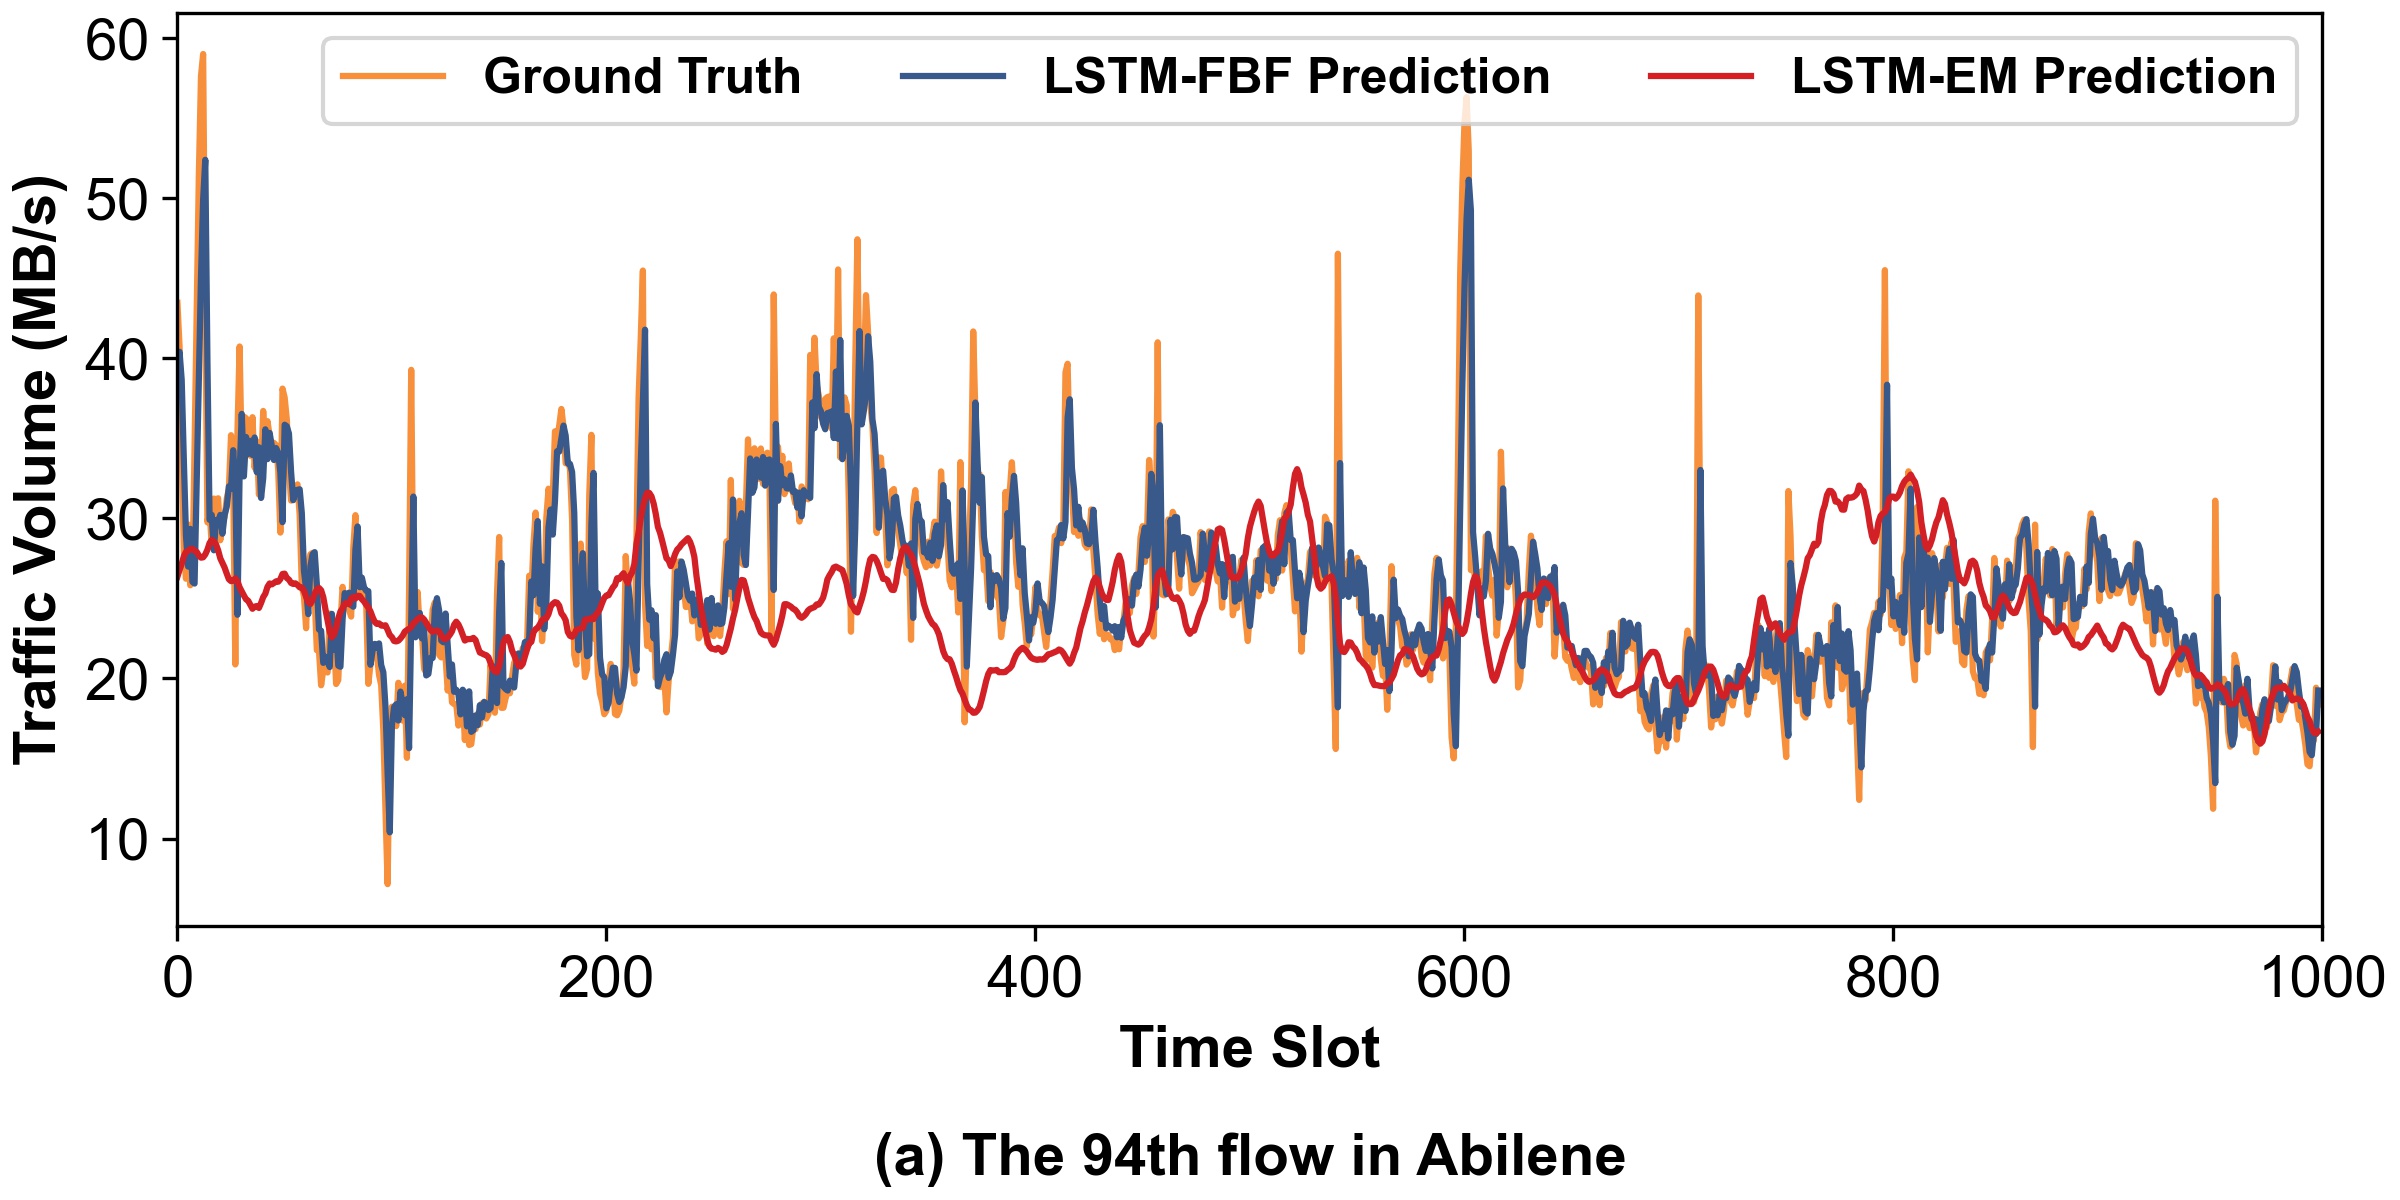 60
50
40
30
20
10
Traffic Volume (MB/s)
Ground Truth LSTM-FBF Prediction LSTM-EM Prediction
0 200 400 600 800 1000
Time Slot
(a) The 94th flow in Abilene